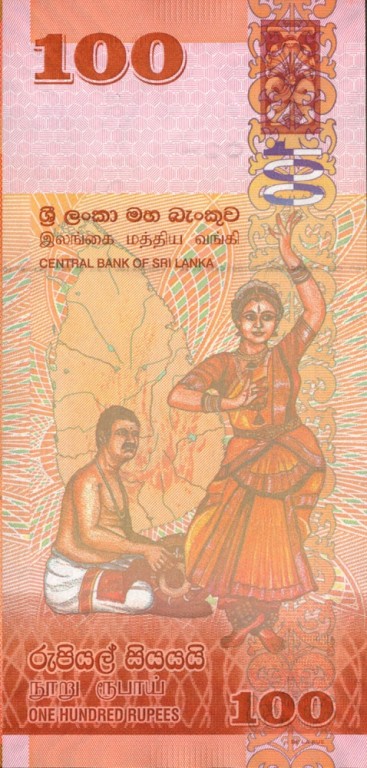 100
ශ්‍රී ලංකා මහ බැංකුව
இலங்கை மத்திய வங்கி
CENTRAL BANK OF SRI LANKA
රුපියල් සියයයි
நூறு ரூபாய்
ONE HUNDRED RUPEES
100